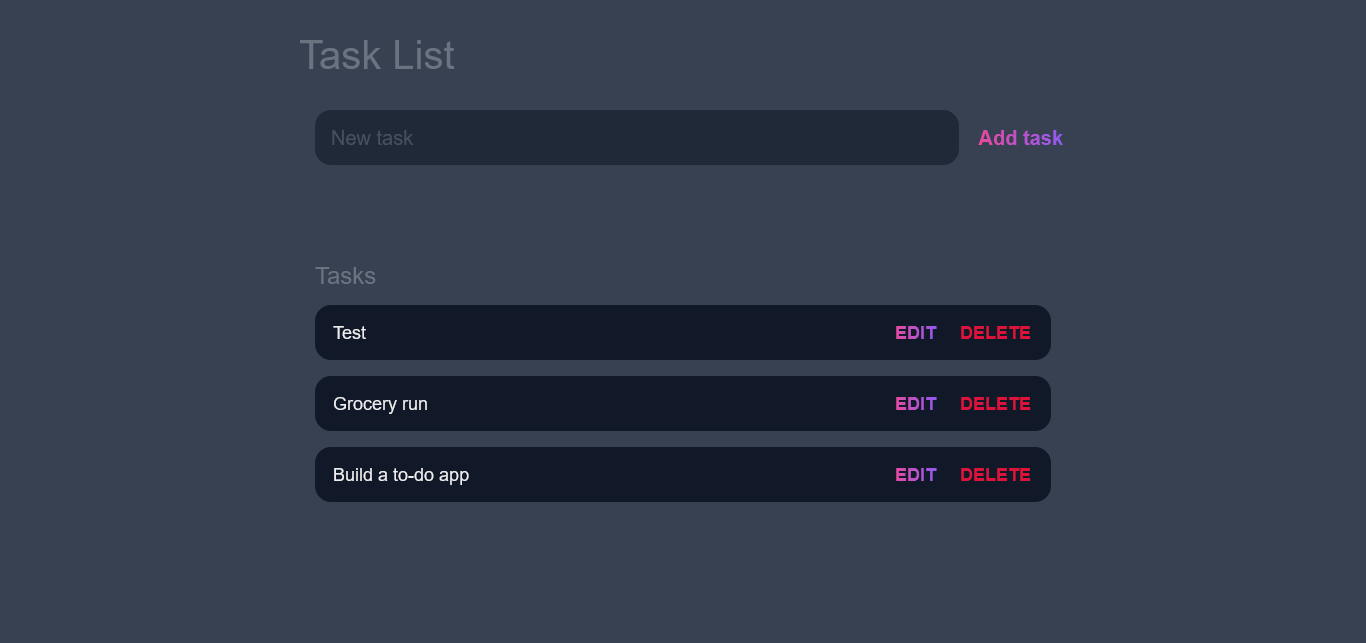 Task List
New task Add task
Tasks
Test EDIT DELETE
Grocery run EDIT DELETE
Build a to-do app EDIT DELETE